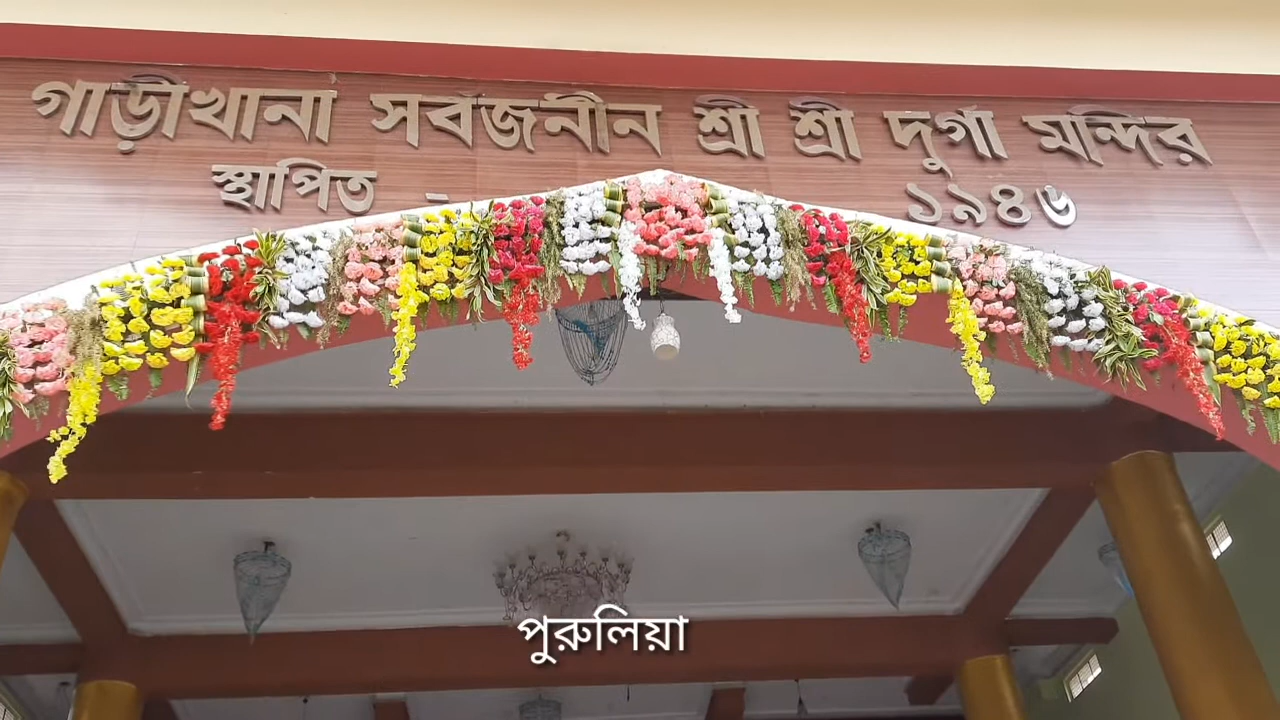 গাড়ীখানা সর্বজনীন শ্রী শ্রী দুর্গা মন্দির
স্থাপিত - ১৯৪৬
পুরুলিয়া